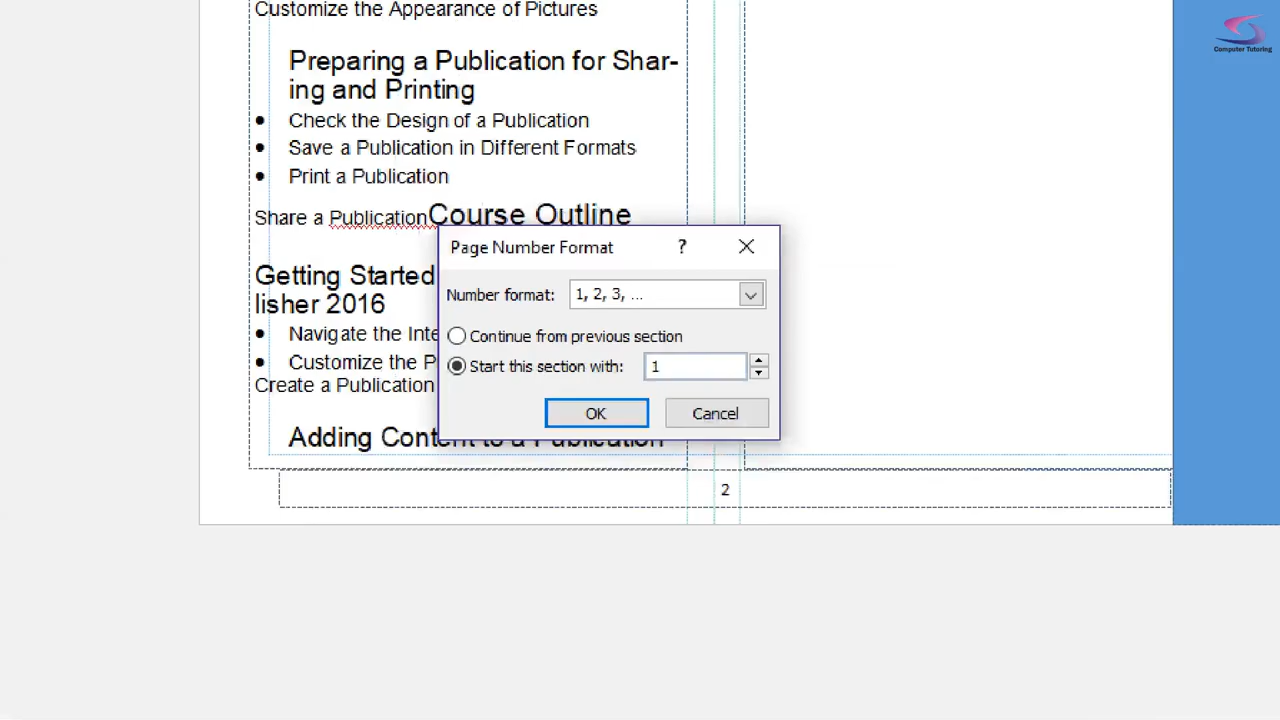 Customize the Appearance of Pictures
Computer Tutoring
Preparing a Publication for Shar-
ing and Printing
• Check the Design of a Publication
• Save a Publication in Different Formats
• Print a Publication
Share a PublicationCourse Outline
Page Number Format ?
Getting Started
lisher 2016
Number format: 1, 2, 3, ...
• Navigate the Inte
Continue from previous section
• Customize the P
Start this section with: 1
Create a Publication
OK Cancel
Adding Content to a Publication
2